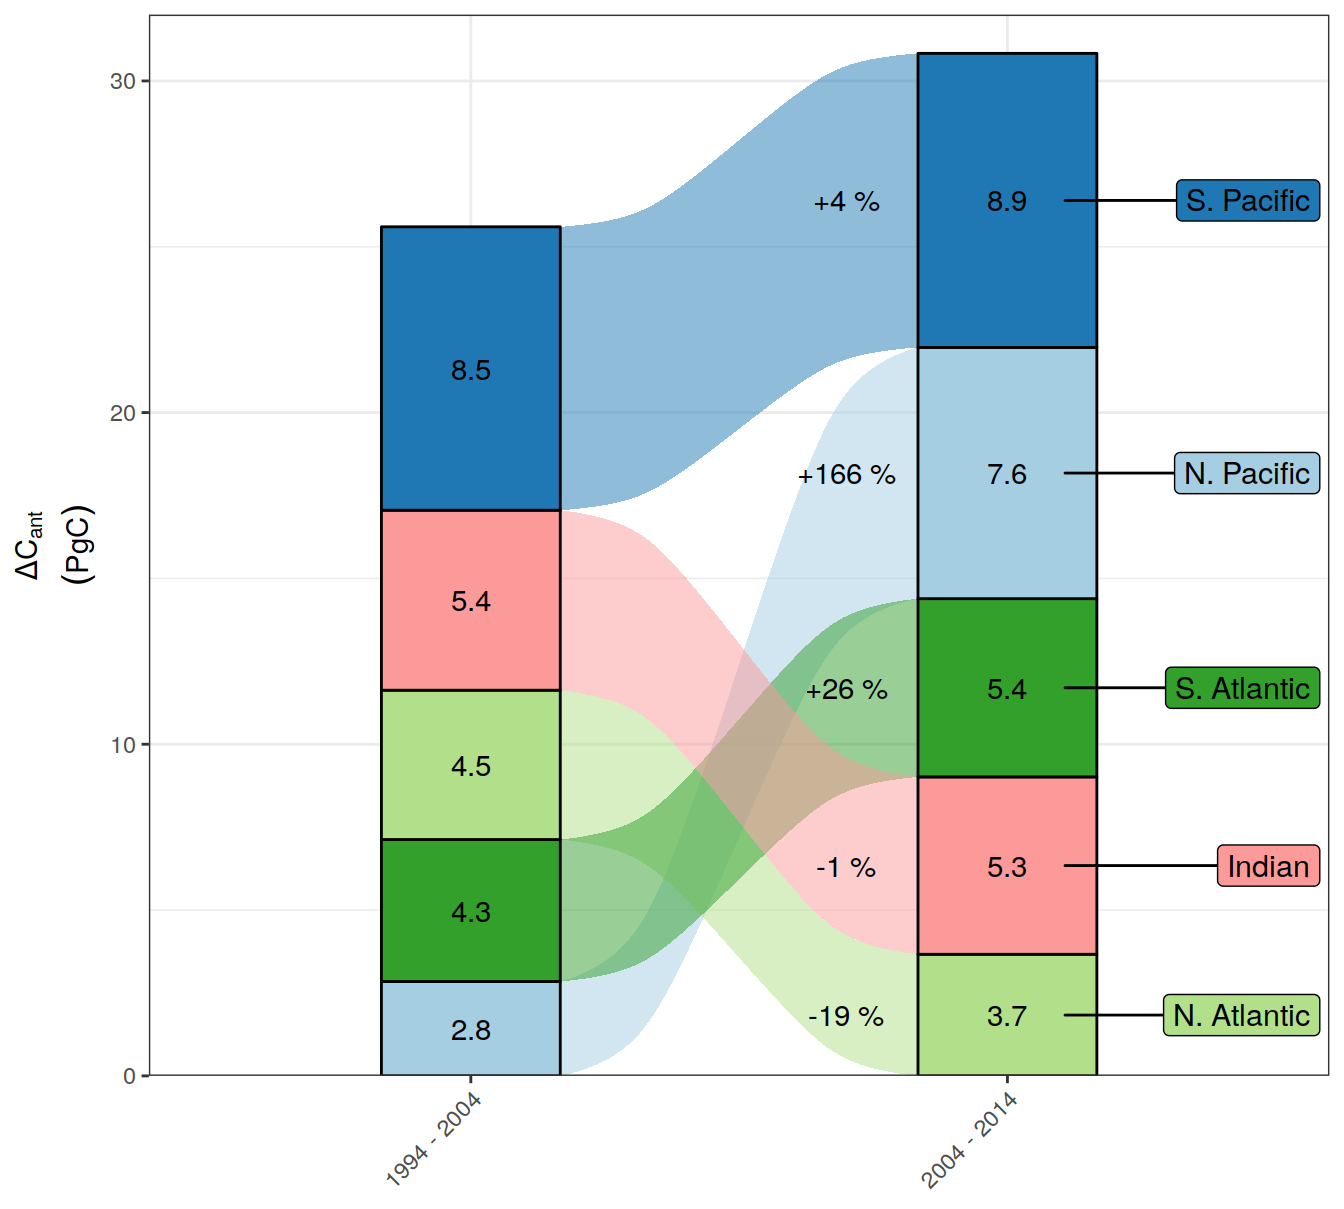 ΔCant
(PgC)
30
20
10
0
8.5
5.4
4.5
4.3
2.8
+4 %
+166 %
+26 %
-1 %
-19 %
8.9
7.6
5.4
5.3
3.7
S. Pacific
N. Pacific
S. Atlantic
Indian
N. Atlantic
1994 - 2004
2004 - 2014